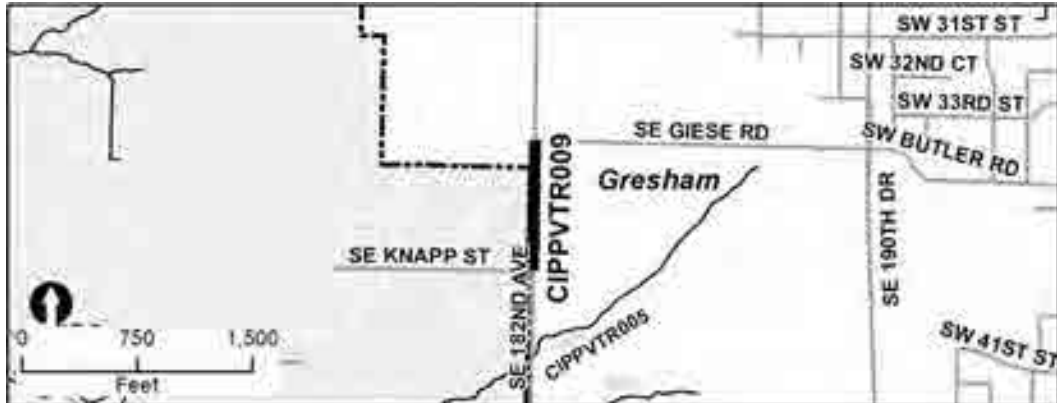 SW 31ST ST
SW 32ND CT
SW 33RD ST
SE GIESE RD
SW BUTLER RD
CIPPVTR009
Gresham
SE KNAPP ST
SE 182ND AVE
SE 190TH DR
CIPPVTR005
SW 41ST ST
0 750 1,500
Feet